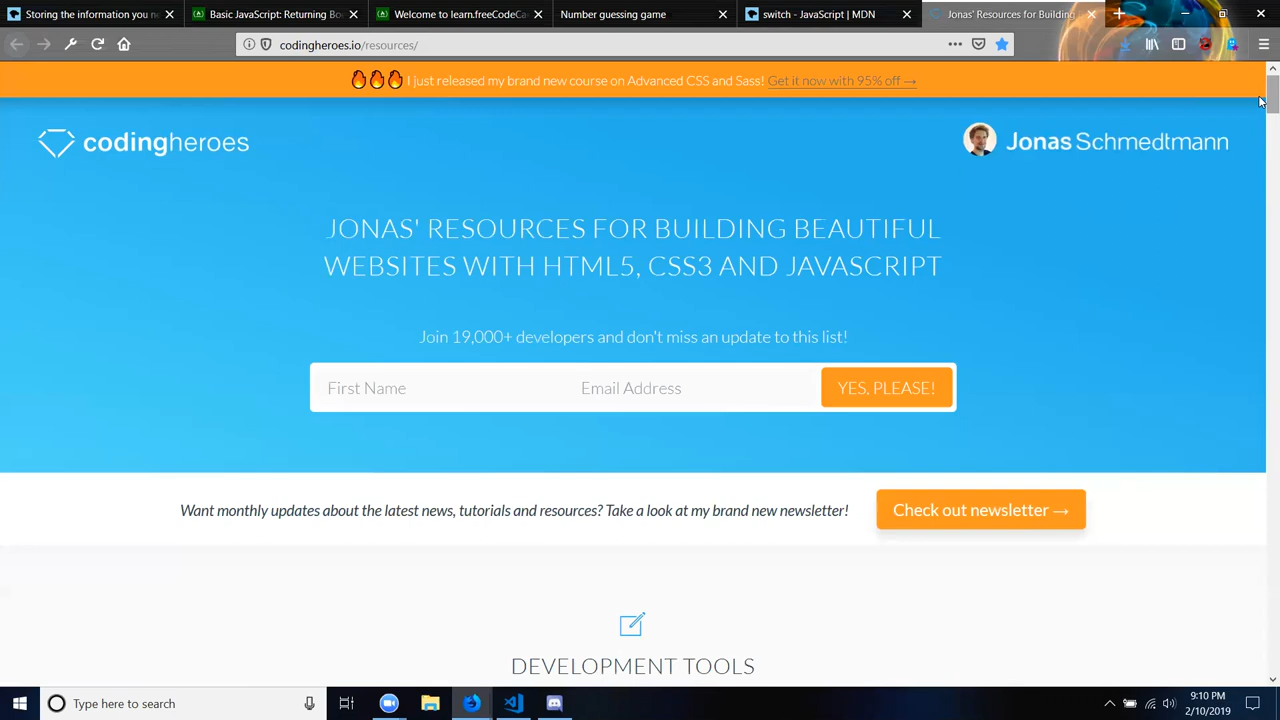 Storing the information you n
Basic JavaScript: Returning Bo
Welcome to learn.freeCodeCa
Number guessing game
switch - JavaScript | MDN
Jonas' Resources for Building
codingheroes.io/resources/
I just released my brand new course on Advanced CSS and Sass! Get it now with 95% off →
codingheroes
Jonas Schmedtmann
JONAS' RESOURCES FOR BUILDING BEAUTIFUL
WEBSITES WITH HTML5, CSS3 AND JAVASCRIPT
Join 19,000+ developers and don't miss an update to this list!
First Name
Email Address
YES, PLEASE!
Want monthly updates about the latest news, tutorials and resources? Take a look at my brand new newsletter!
Check out newsletter →
DEVELOPMENT TOOLS
Type here to search
9:10 PM
2/10/2019